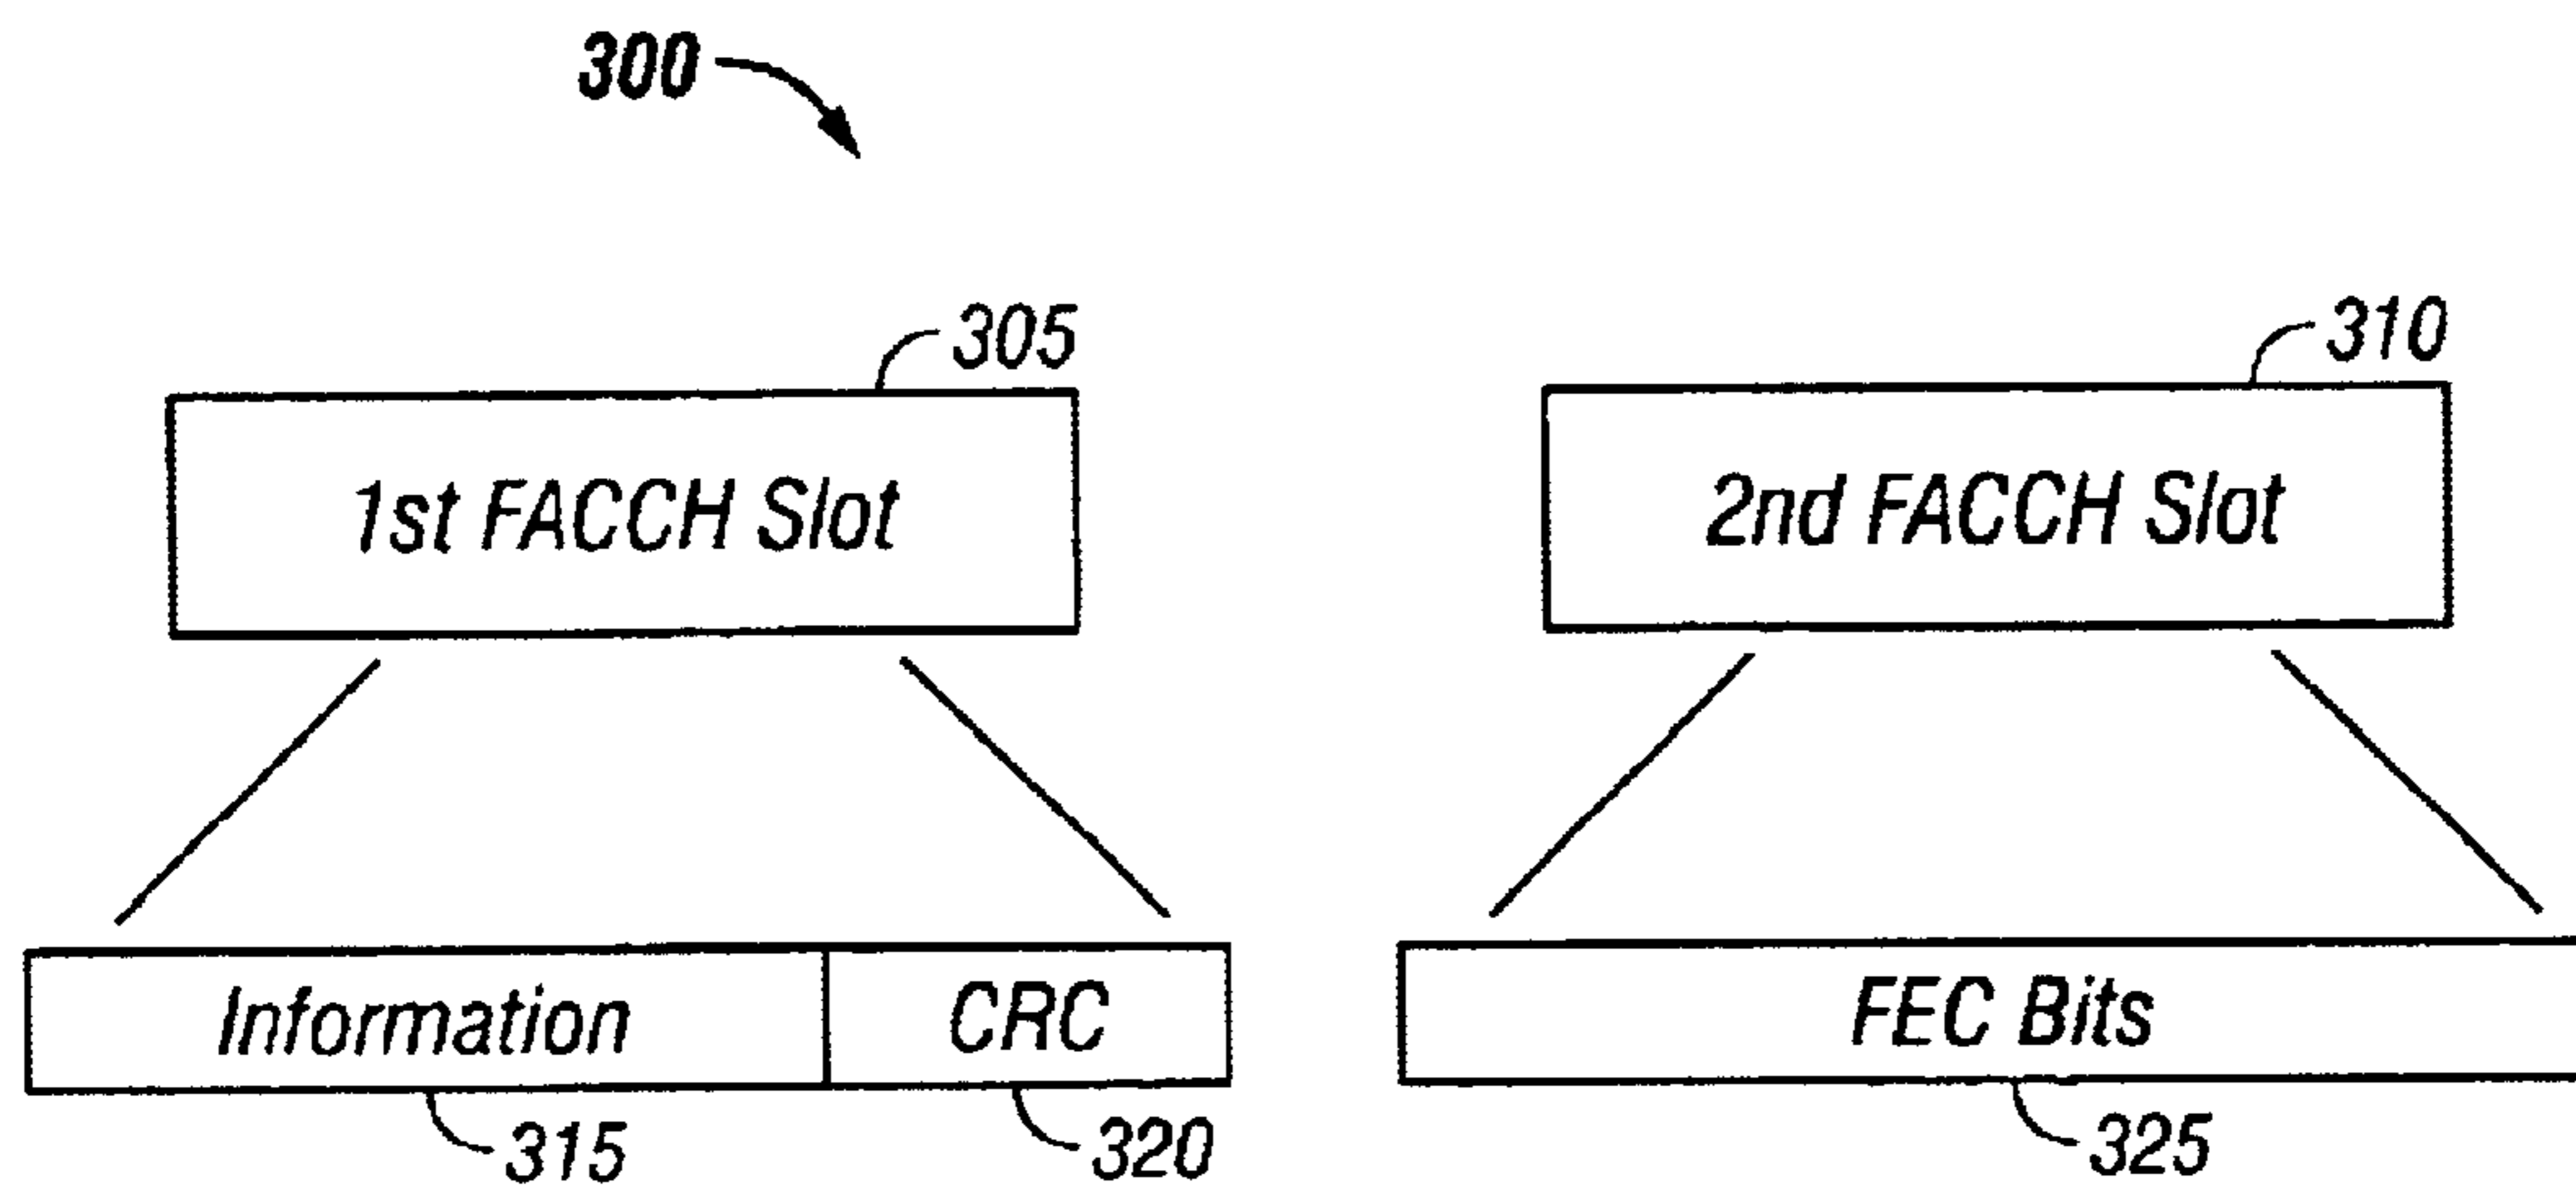 300
305
310
1st FACCH Slot
2nd FACCH Slot
Information
CRC
FEC Bits
315
320
325